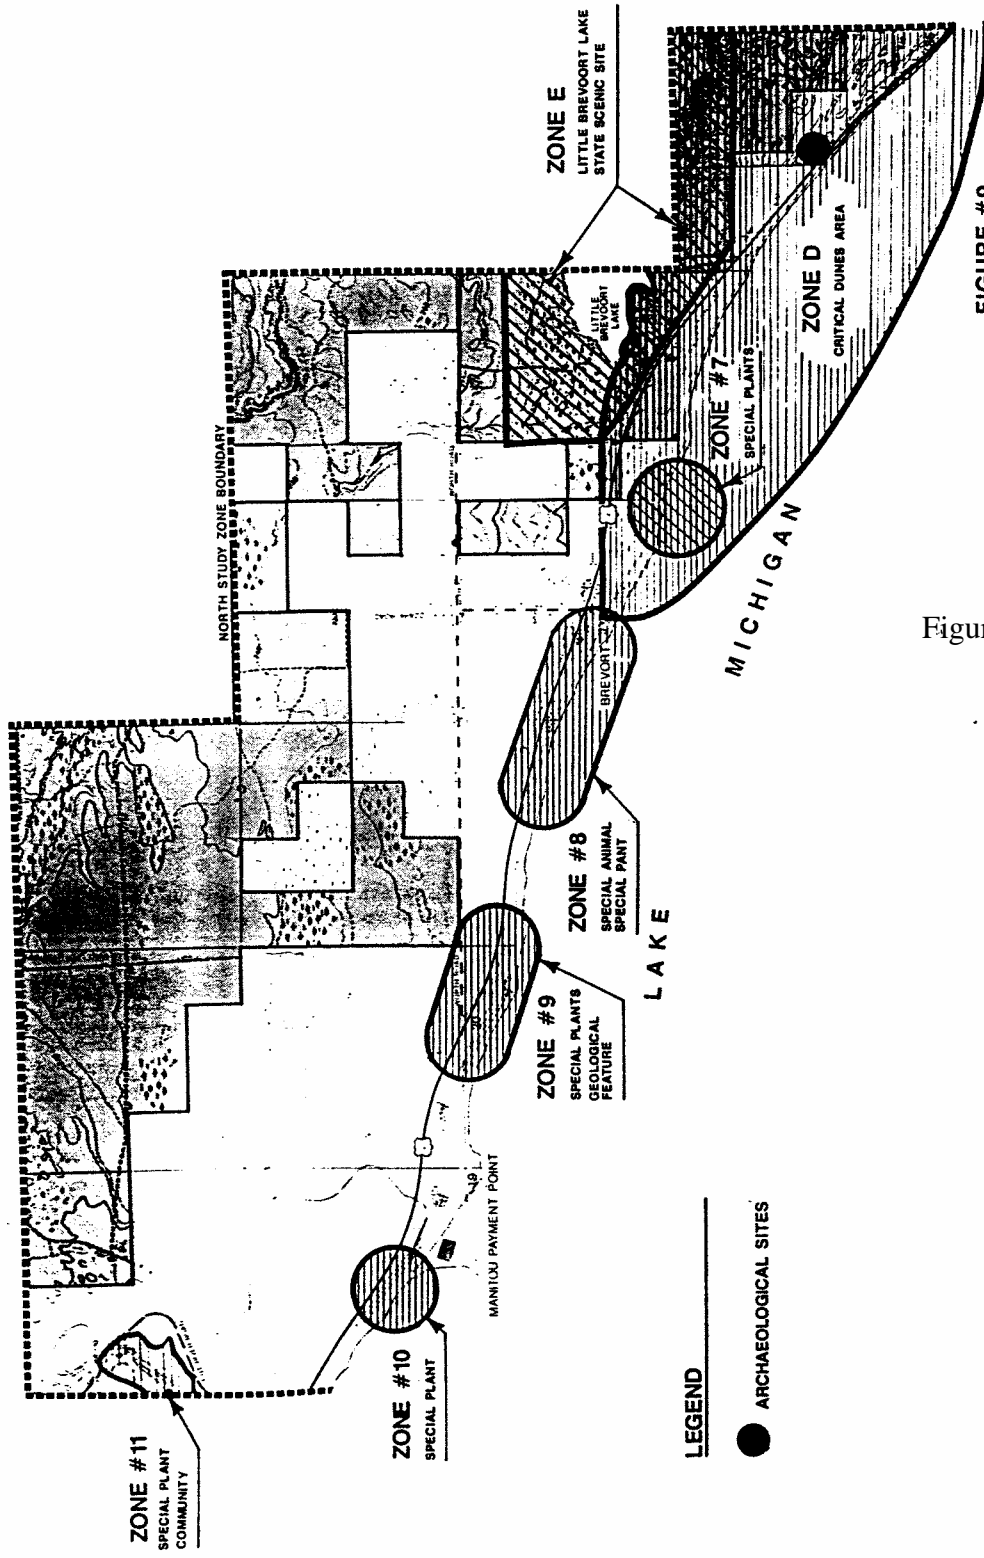 ZONE E
LITTLE BREVOORT LAKE
STATE SCENIC SITE
NORTH STUDY ZONE BOUNDARY
LITTLE
BREVOORT
LAKE
ZONE D
CRITICAL DUNES AREA
ZONE #7
SPECIAL PLANTS
BREVORT
ZONE #8
SPECIAL ANIMAL
SPECIAL PANT
ZONE #9
SPECIAL PLANTS
GEOLOGICAL
FEATURE
LAKE
MICHIGAN
MANITOU PAYMENT POINT
ZONE #10
SPECIAL PLANT
ZONE #11
SPECIAL PLANT
COMMUNITY
LEGEND
ARCHAEOLOGICAL SITES
Figur